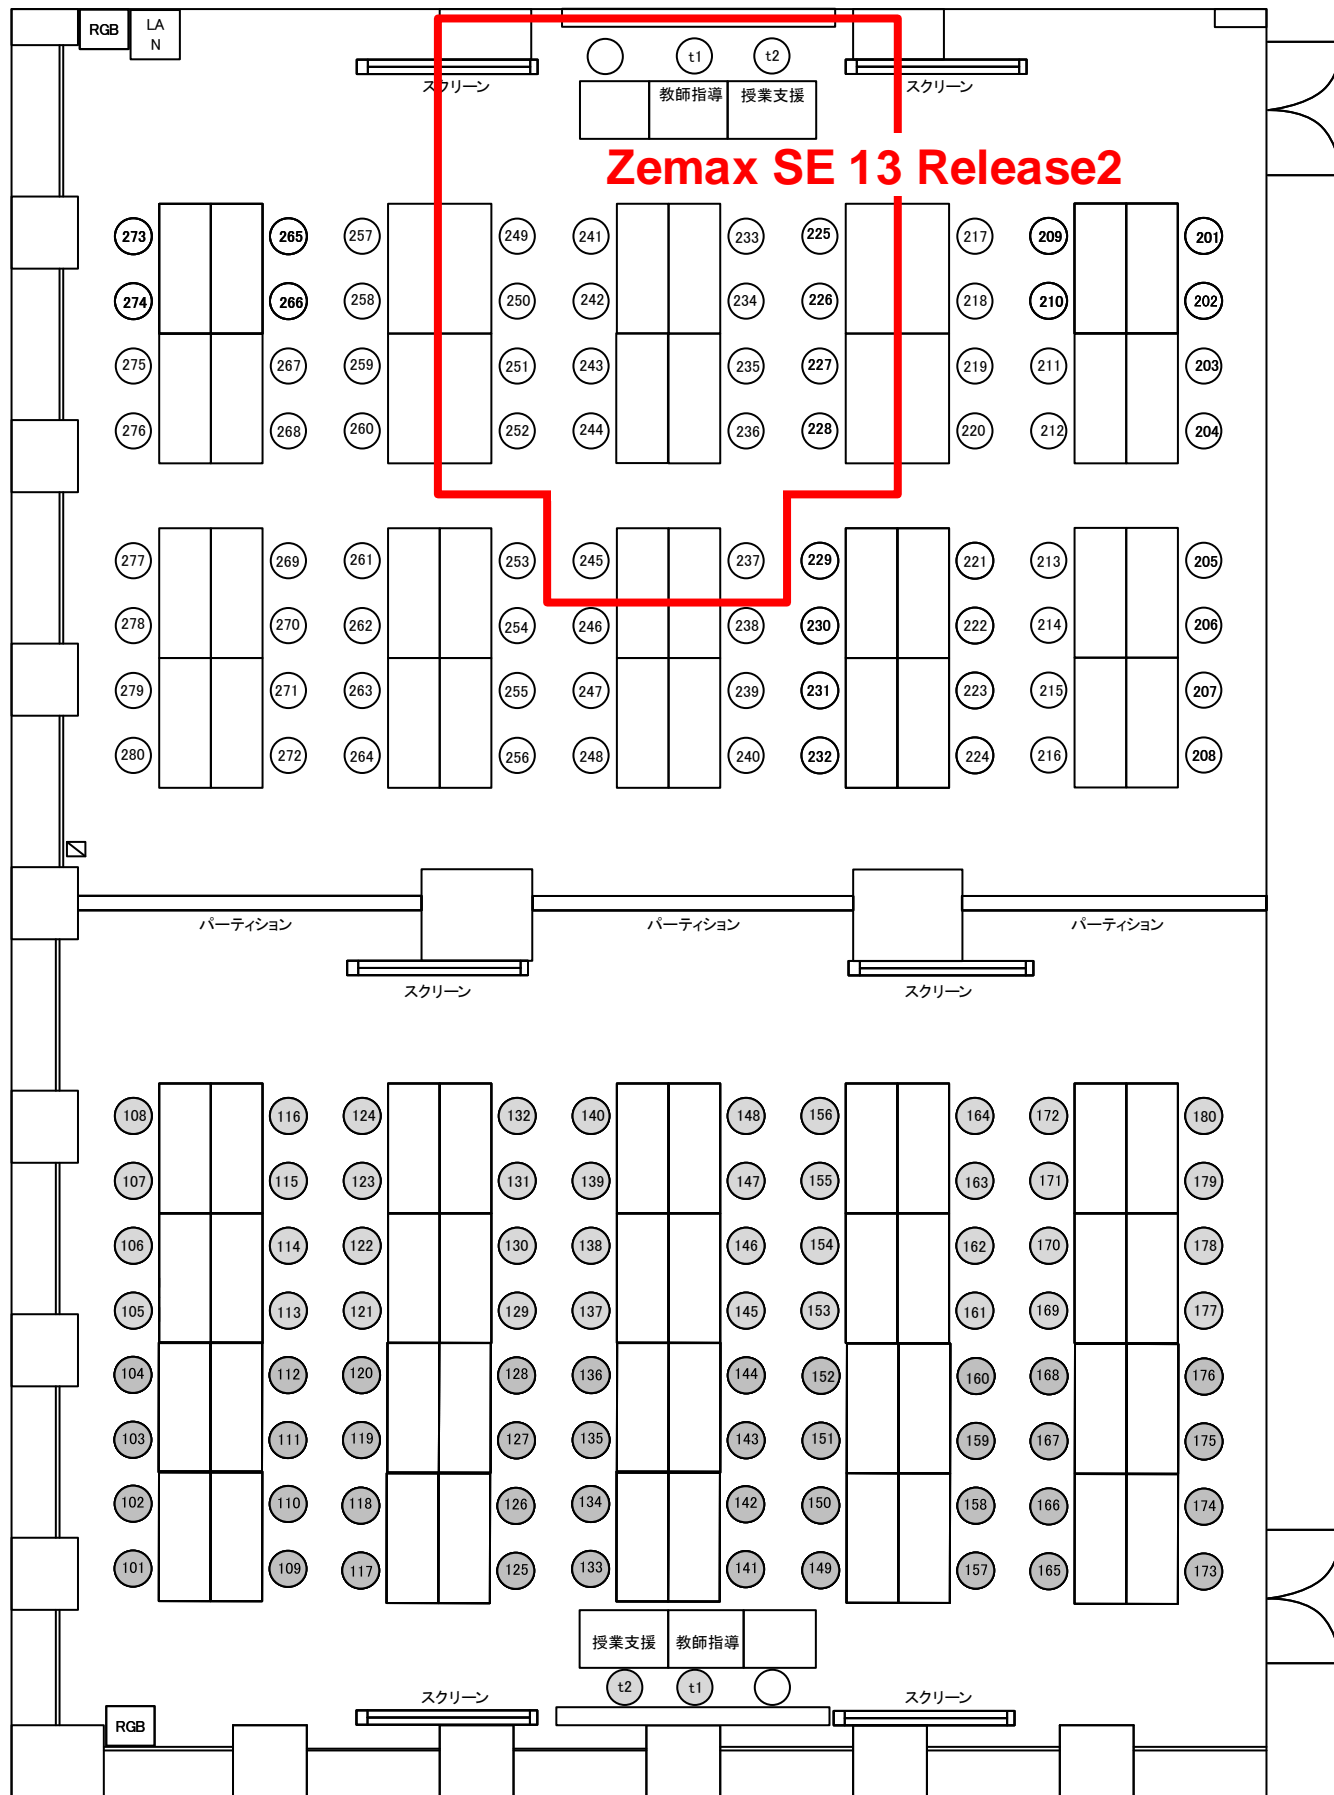 RGB
LA
N
t1
t2
スクリーン
教師指導
授業支援
スクリーン
Zemax SE 13 Release2
273 265 257 249 241 233 225 217 209 201
274 266 258 250 242 234 226 218 210 202
275 267 259 251 243 235 227 219 211 203
276 268 260 252 244 236 228 220 212 204
277 269 261 253 245 237 229 221 213 205
278 270 262 254 246 238 230 222 214 206
279 271 263 255 247 239 231 223 215 207
280 272 264 256 248 240 232 224 216 208
パーティション
パーティション
パーティション
スクリーン
スクリーン
108 116 124 132 140 148 156 164 172 180
107 115 123 131 139 147 155 163 171 179
106 114 122 130 138 146 154 162 170 178
105 113 121 129 137 145 153 161 169 177
104 112 120 128 136 144 152 160 168 176
103 111 119 127 135 143 151 159 167 175
102 110 118 126 134 142 150 158 166 174
101 109 117 125 133 141 149 157 165 173
授業支援
教師指導
t2
t1
スクリーン
スクリーン
RGB